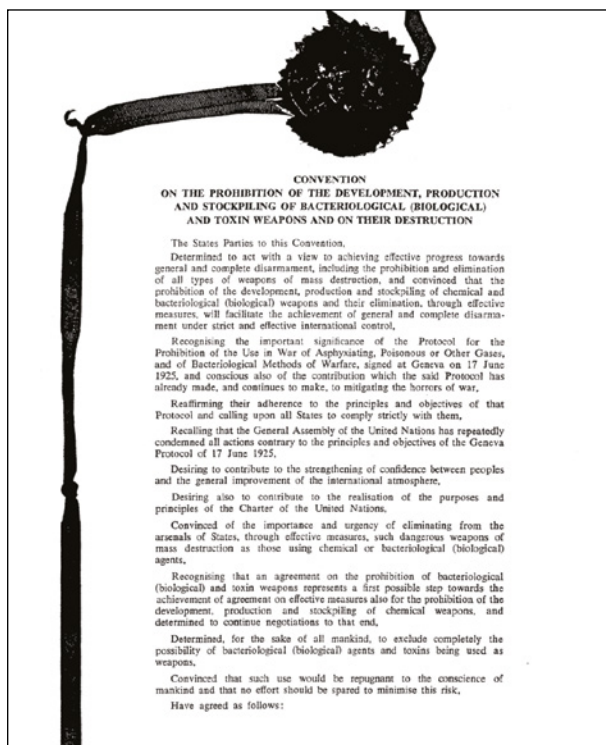 CONVENTION
ON THE PROHIBITION OF THE DEVELOPMENT, PRODUCTION
AND STOCKPILING OF BACTERIOLOGICAL (BIOLOGICAL)
AND TOXIN WEAPONS AND ON THEIR DESTRUCTION
The States Parties to this Convention,
Determined to act with a view to achieving effective progress towards
general and complete disarmament, including the prohibition and elimination
of all types of weapons of mass destruction, and convinced that the
prohibition of the development, production and stockpiling of chemical and
bacteriological (biological) weapons and their elimination, through effective
measures, will facilitate the achievement of general and complete disarma-
ment under strict and effective international control,
Recognising the important significance of the Protocol for the
Prohibition of the Use in War of Asphyxiating, Poisonous or Other Gases,
and of Bacteriological Methods of Warfare, signed at Geneva on 17 June
1925, and conscious also of the contribution which the said Protocol has
already made, and continues to make, to mitigating the horrors of war,
Reaffirming their adherence to the principles and objectives of that
Protocol and calling upon all States to comply strictly with them,
Recalling that the General Assembly of the United Nations has repeatedly
condemned all actions contrary to the principles and objectives of the Geneva
Protocol of 17 June 1925,
Desiring to contribute to the strengthening of confidence between peoples
and the general improvement of the international atmosphere,
Desiring also to contribute to the realisation of the purposes and
principles of the Charter of the United Nations,
Convinced of the importance and urgency of eliminating from the
arsenals of States, through effective measures, such dangerous weapons of
mass destruction as those using chemical or bacteriological (biological)
agents,
Recognising that an agreement on the prohibition of bacteriological
(biological) and toxin weapons represents a first possible step towards the
achievement of agreement on effective measures also for the prohibition of the
development, production and stockpiling of chemical weapons, and
determined to continue negotiations to that end,
Determined, for the sake of all mankind, to exclude completely the
possibility of bacteriological (biological) agents and toxins being used as
weapons,
Convinced that such use would be repugnant to the conscience of
mankind and that no effort should be spared to minimise this risk,
Have agreed as follows: